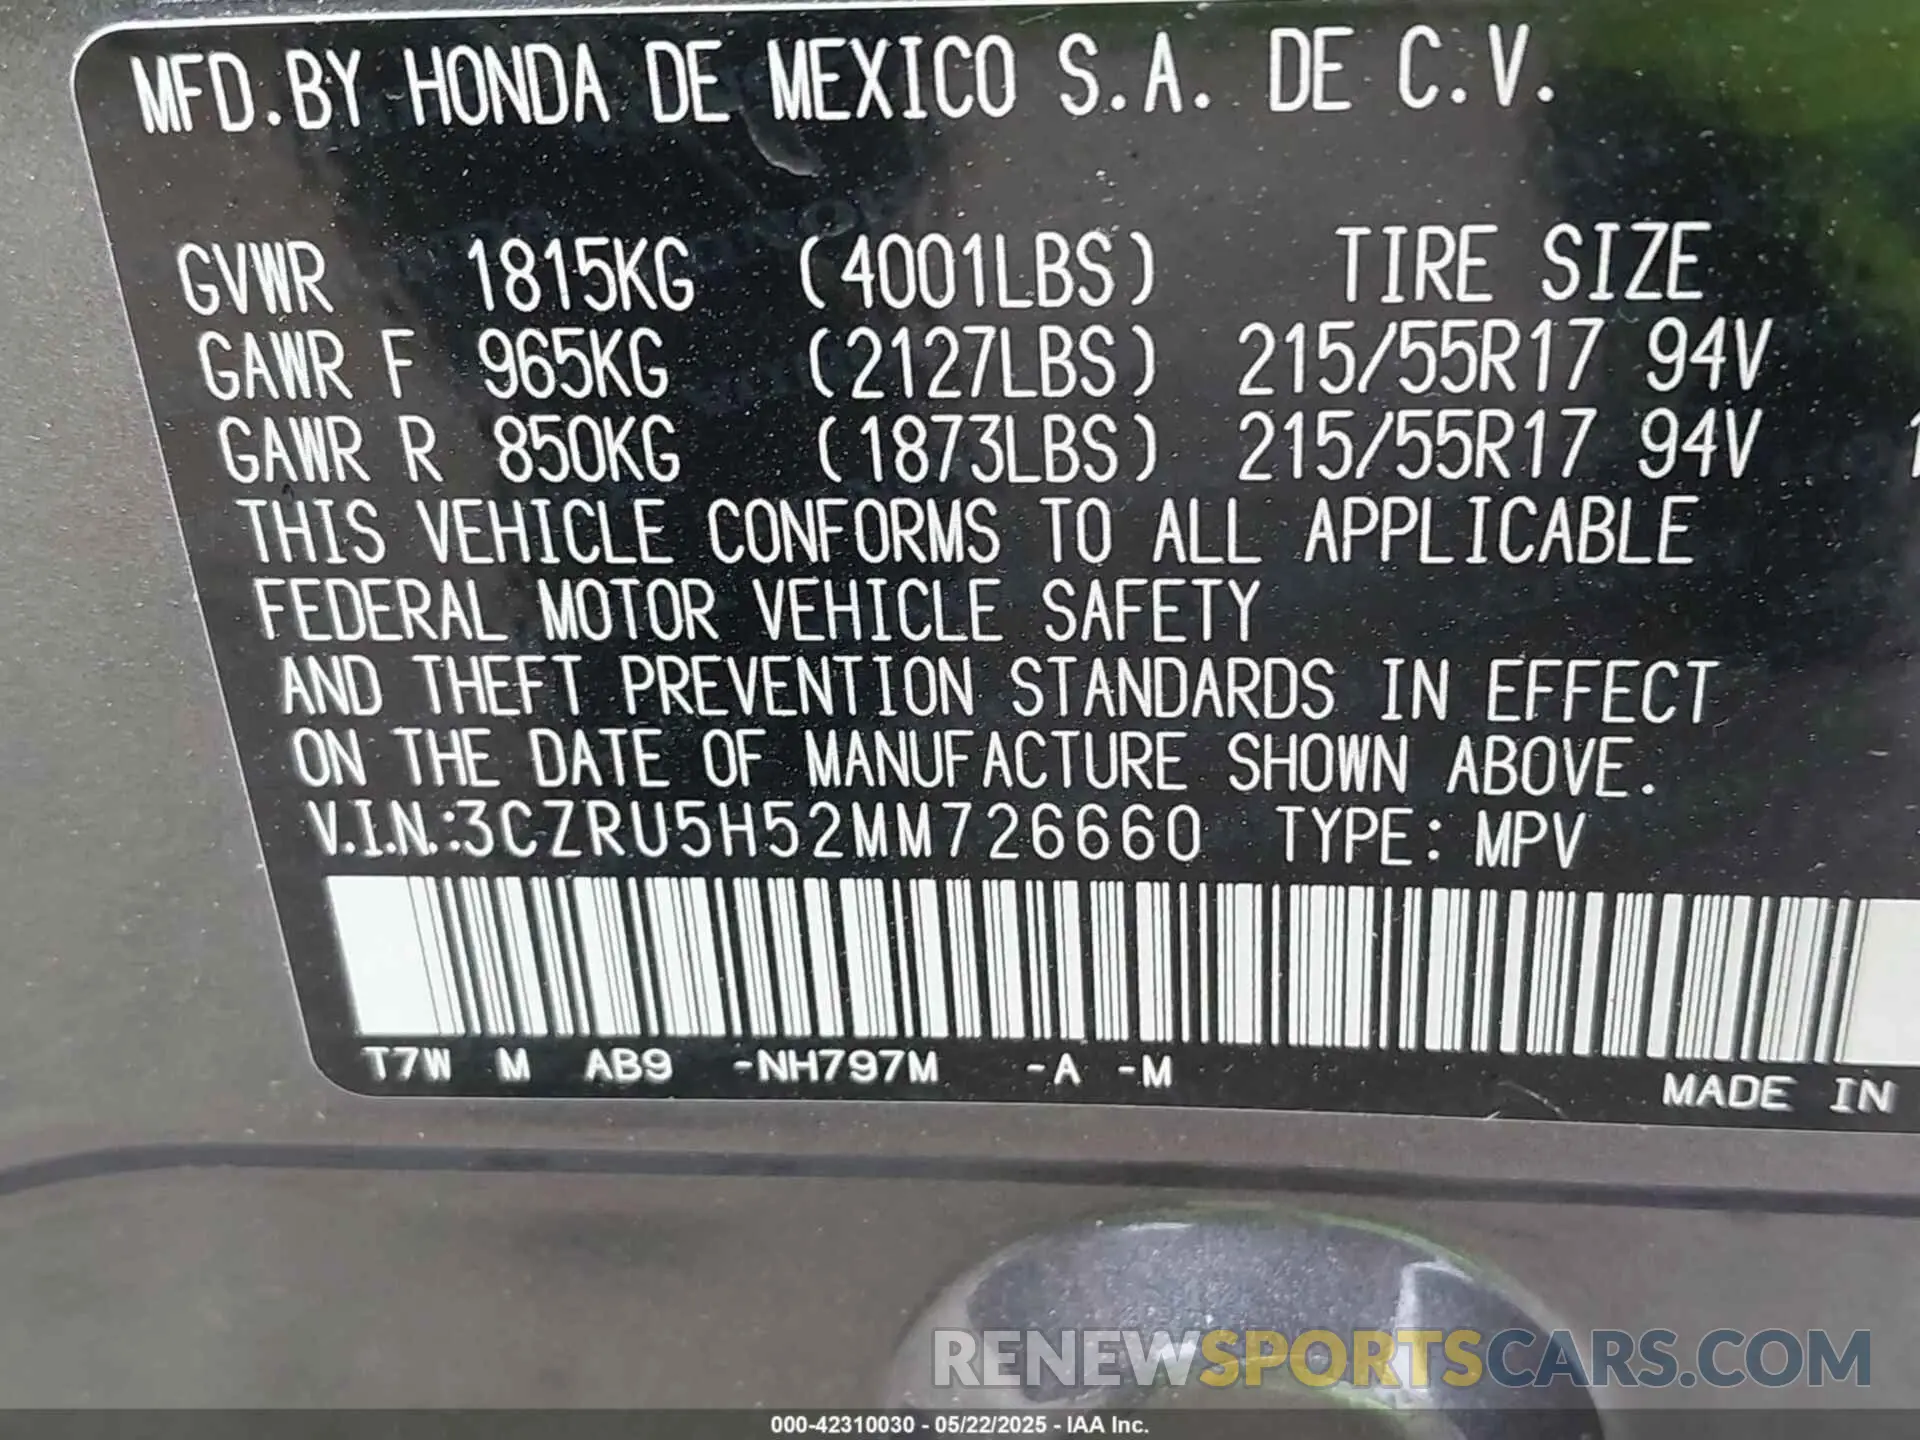 MFD.BY HONDA DE MEXICO S.A. DE C.V.
GVWR 1815KG (4001LBS) TIRE SIZE
GAWR F 965KG (2127LBS) 215/55R17 94V
GAWR R 850KG (1873LBS) 215/55R17 94V 1
THIS VEHICLE CONFORMS TO ALL APPLICABLE
FEDERAL MOTOR VEHICLE SAFETY
AND THEFT PREVENTION STANDARDS IN EFFECT
ON THE DATE OF MANUFACTURE SHOWN ABOVE.
V.I.N.:3CZRU5H52MM726660 TYPE: MPV
T7W M AB9 -NH797M -A -M
MADE IN
RENEWSPORTSCARS.COM
000-42310030 - 05/22/2025 - IAA Inc.